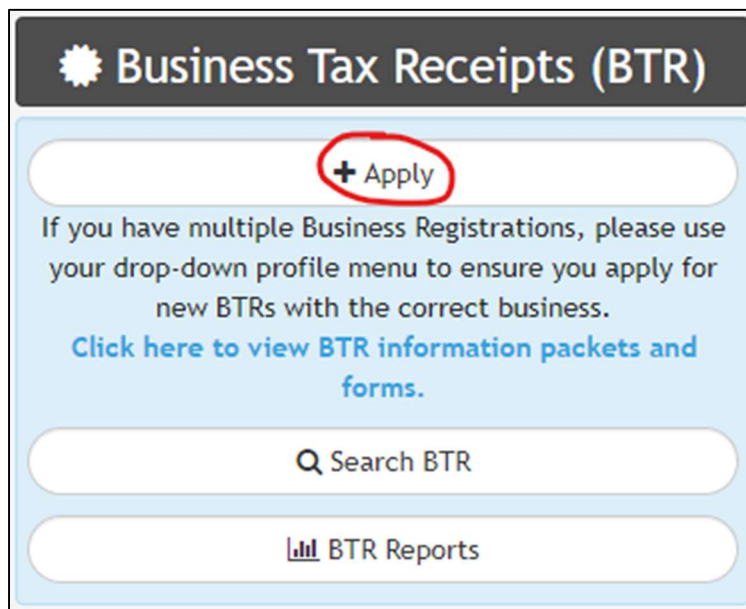 Business Tax Receipts (BTR)
Apply
If you have multiple Business Registrations, please use
your drop-down profile menu to ensure you apply for
new BTRs with the correct business.
Click here to view BTR information packets and
forms.
Search BTR
BTR Reports